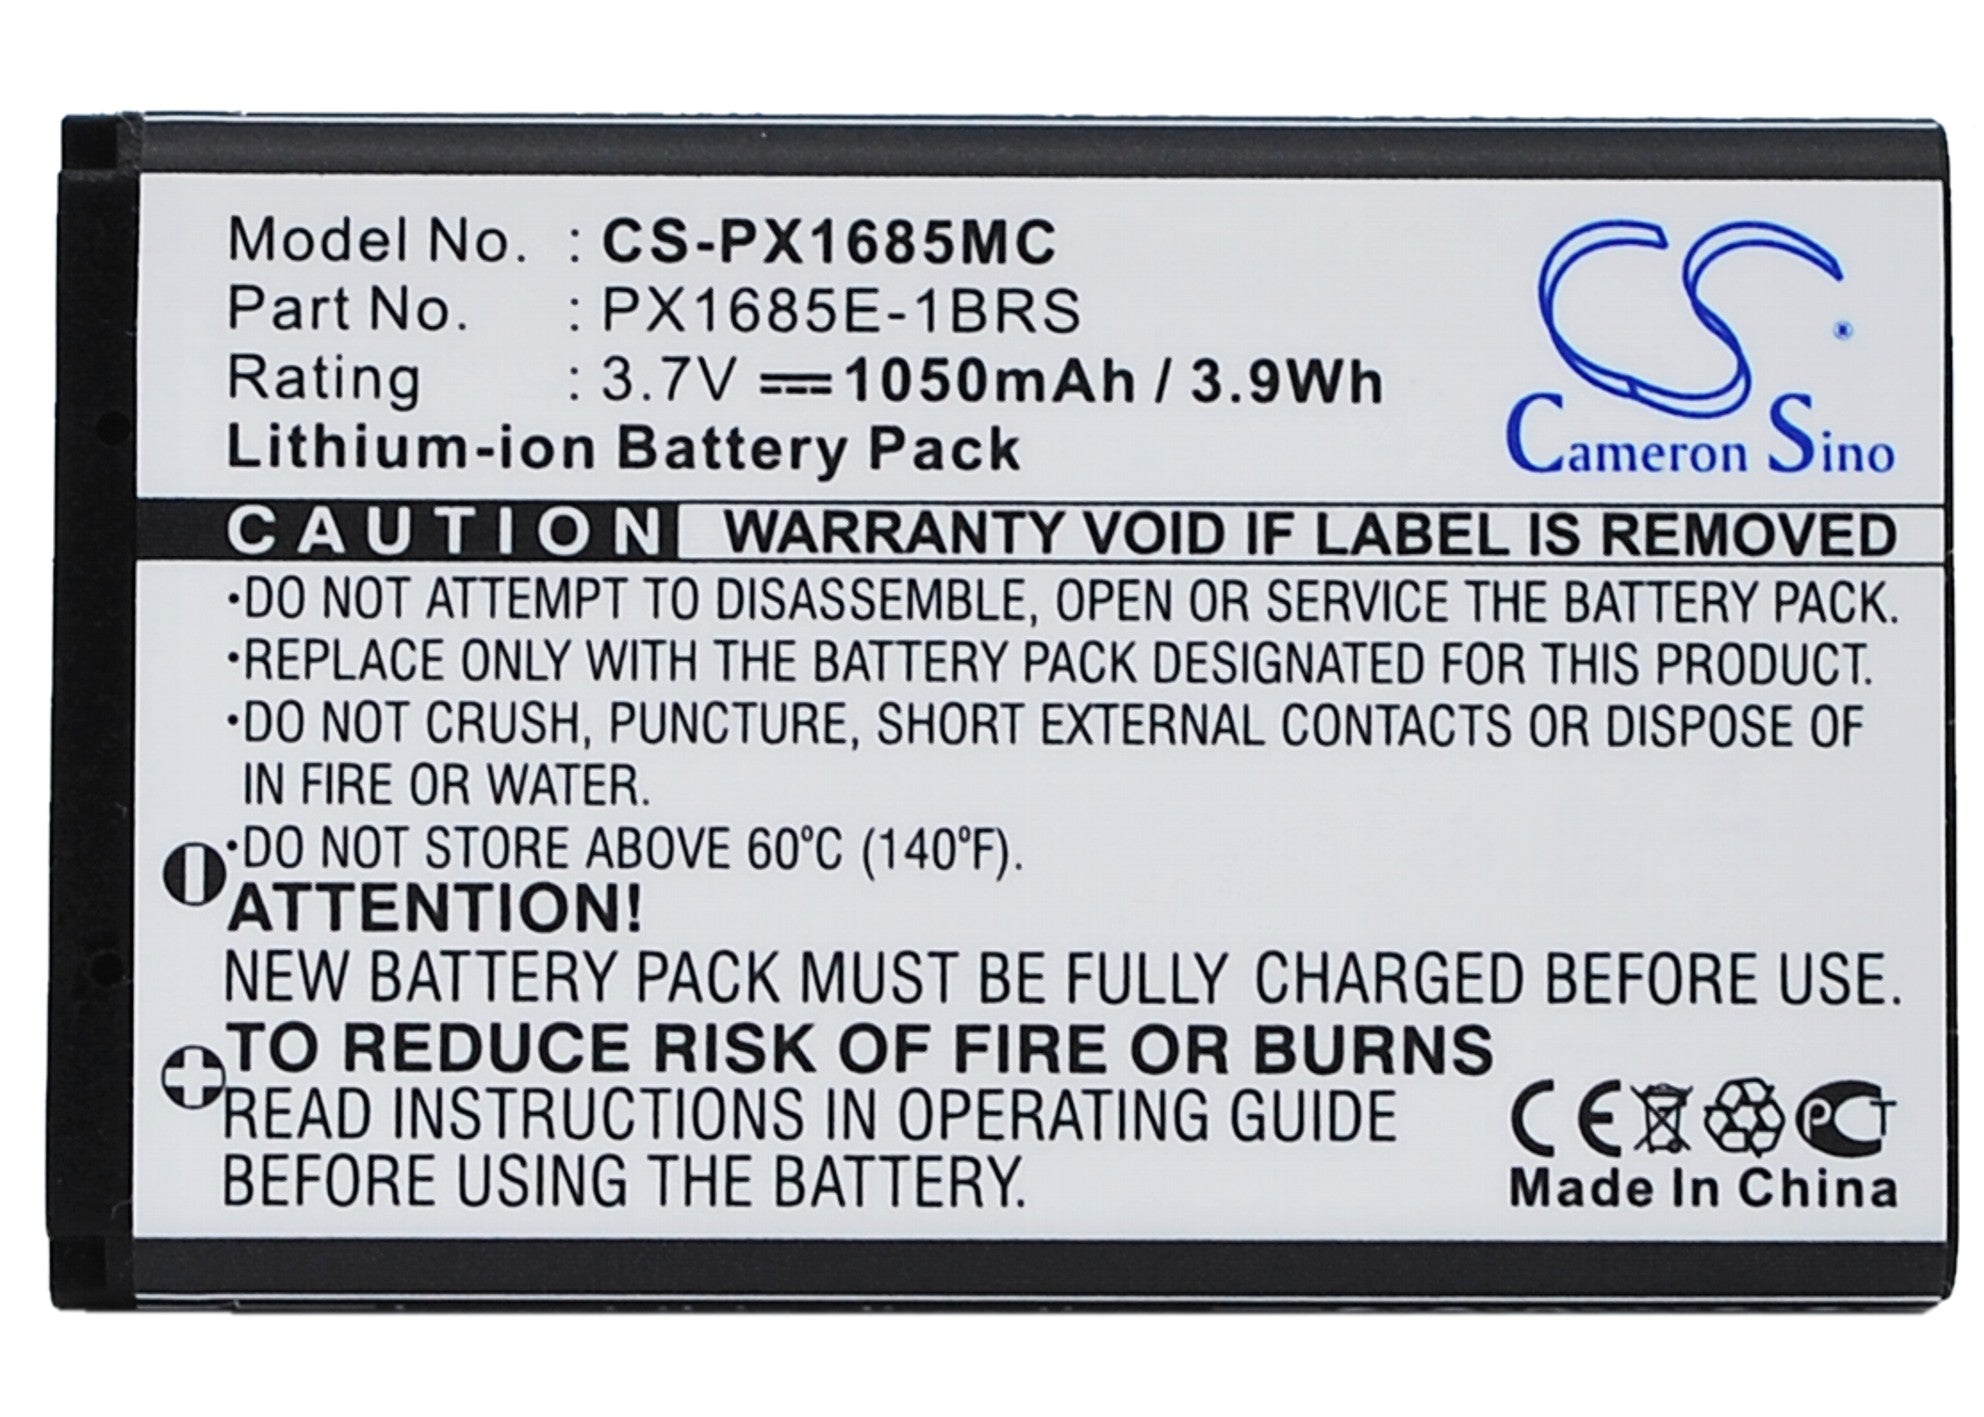 Model No. : CS-PX1685MC
Part No. : PX1685E-1BRS
Rating : 3.7V ⎓ 1050mAh / 3.9Wh
Lithium-ion Battery Pack
CS
®
Cameron Sino
CAUTION WARRANTY VOID IF LABEL IS REMOVED
•DO NOT ATTEMPT TO DISASSEMBLE, OPEN OR SERVICE THE BATTERY PACK.
•REPLACE ONLY WITH THE BATTERY PACK DESIGNATED FOR THIS PRODUCT.
•DO NOT CRUSH, PUNCTURE, SHORT EXTERNAL CONTACTS OR DISPOSE OF
IN FIRE OR WATER.
•DO NOT STORE ABOVE 60°C (140°F).
ATTENTION!
NEW BATTERY PACK MUST BE FULLY CHARGED BEFORE USE.
TO REDUCE RISK OF FIRE OR BURNS
READ INSTRUCTIONS IN OPERATING GUIDE
BEFORE USING THE BATTERY.
CE PCT
Made In China